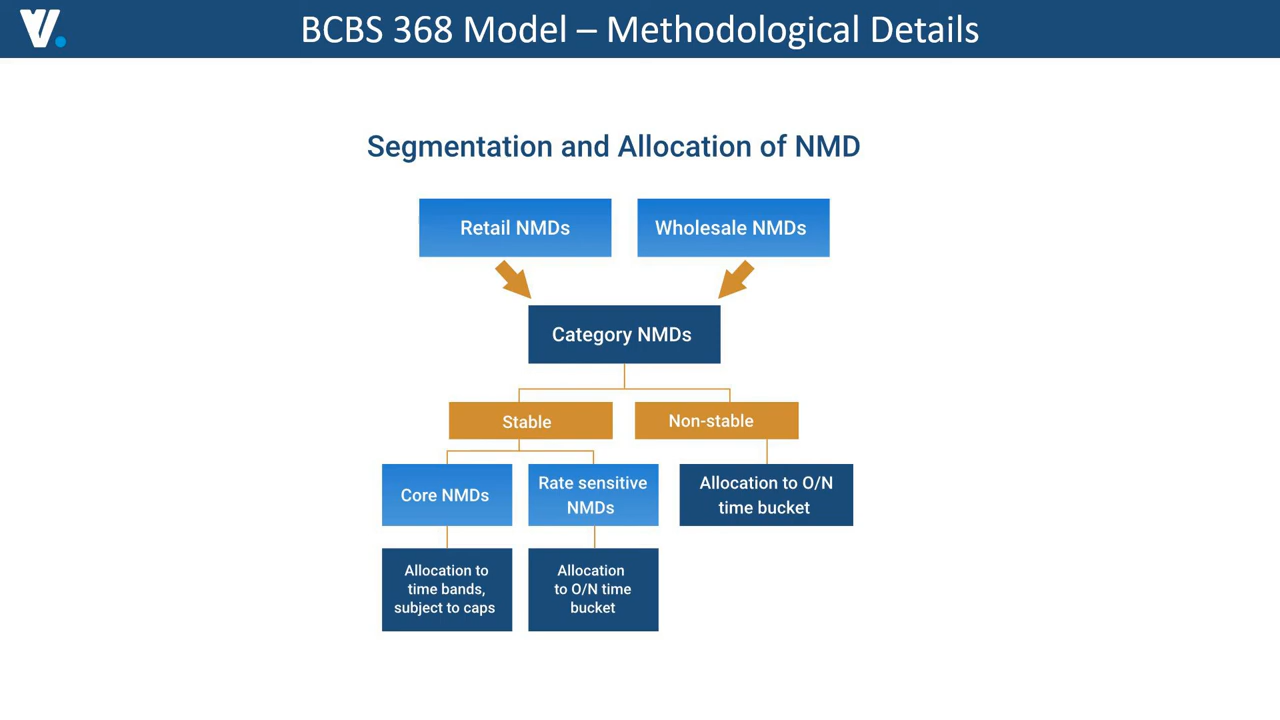 V.
BCBS 368 Model – Methodological Details
Segmentation and Allocation of NMD
Retail NMDs
Wholesale NMDs
Category NMDs
Stable
Non-stable
Core NMDs
Rate sensitive
NMDs
Allocation to O/N
time bucket
Allocation to
time bands,
subject to caps
Allocation
to O/N time
bucket